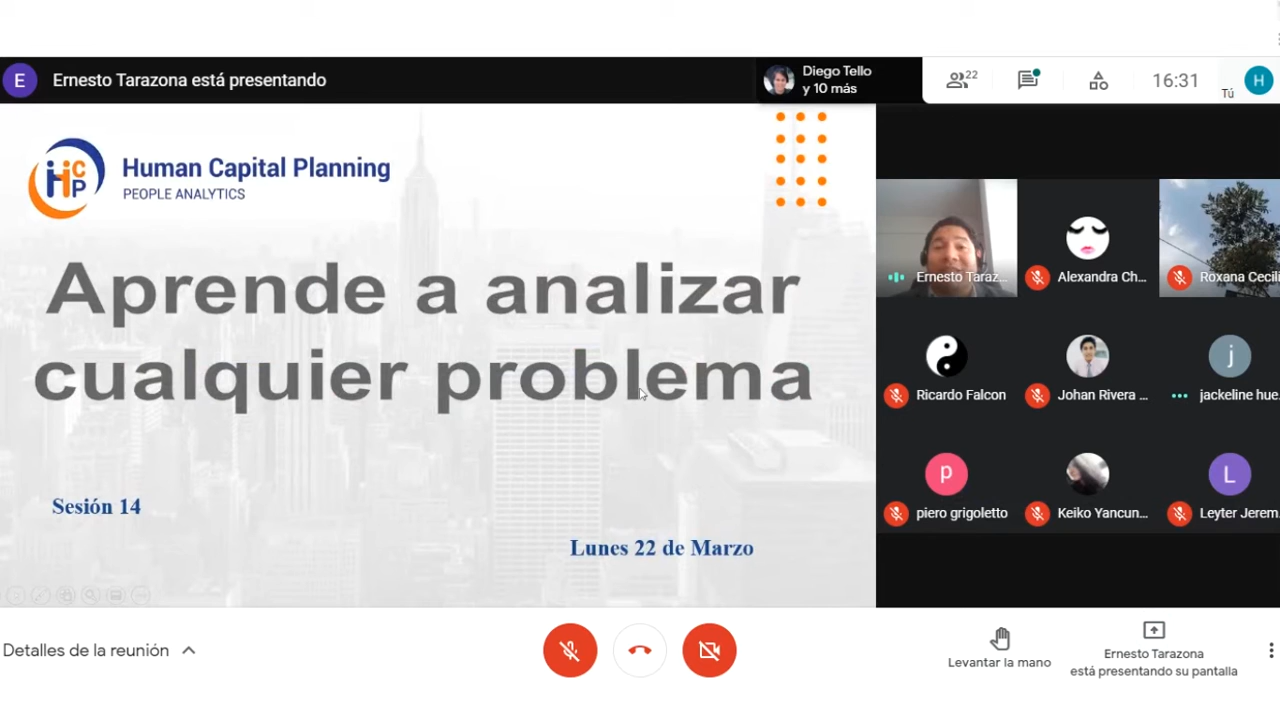 E
Ernesto Tarazona está presentando
Diego Tello
y 10 más
22
16:31
Tú
H
HCP
Human Capital Planning
PEOPLE ANALYTICS
Aprende a analizar
cualquier problema
Sesión 14
Lunes 22 de Marzo
Ernesto Taraz...
Alexandra Ch...
Roxana Cecili
Ricardo Falcon
Johan Rivera ...
j
jackeline hue.
p
piero grigoletto
Keiko Yancun...
L
Leyter Jerem.
Detalles de la reunión
Levantar la mano
Ernesto Tarazona
está presentando su pantalla